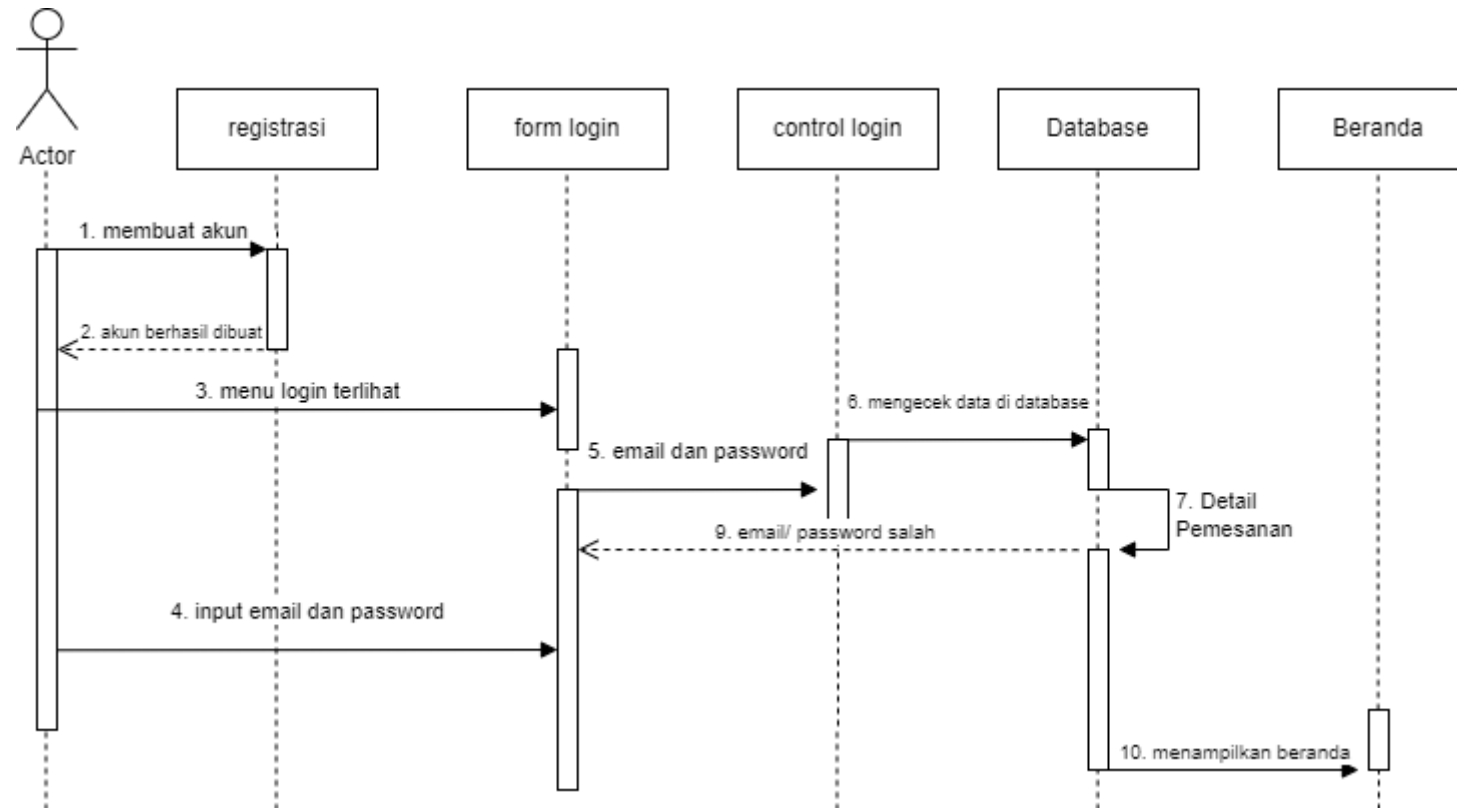 Actor
registrasi
form login
control login
Database
Beranda
1. membuat akun
2. akun berhasil dibuat
3. menu login terlihat
6. mengecek data di database
5. email dan password
7. Detail
Pemesanan
9. email/ password salah
4. input email dan password
10. menampilkan beranda